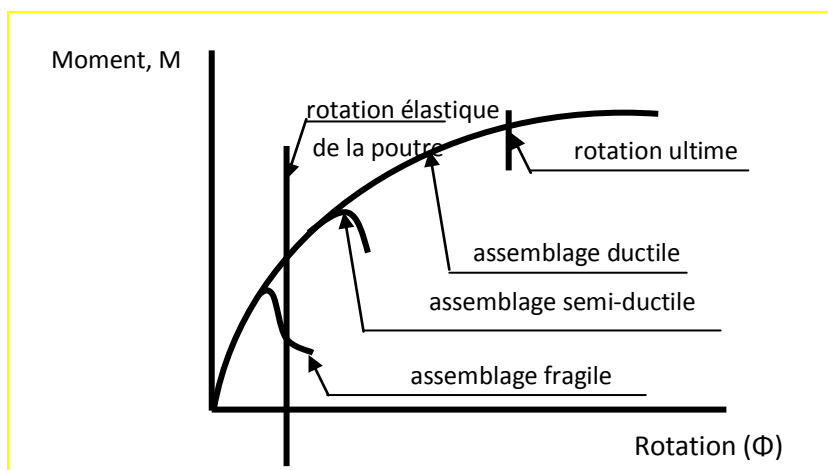 Moment, M
rotation élastique
de la poutre
rotation ultime
assemblage ductile
assemblage semi-ductile
assemblage fragile
Rotation (Φ)